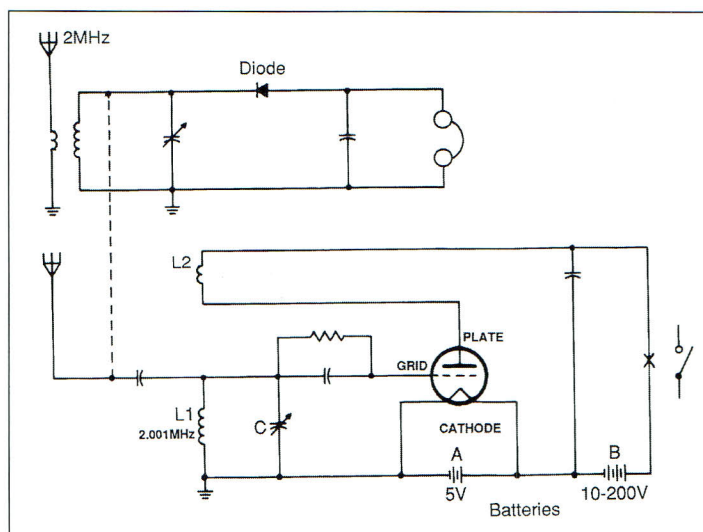 2MHz
Diode
L2
PLATE
GRID
L1
2.001MHz
C
CATHODE
A
B
5V
10-200V
Batteries